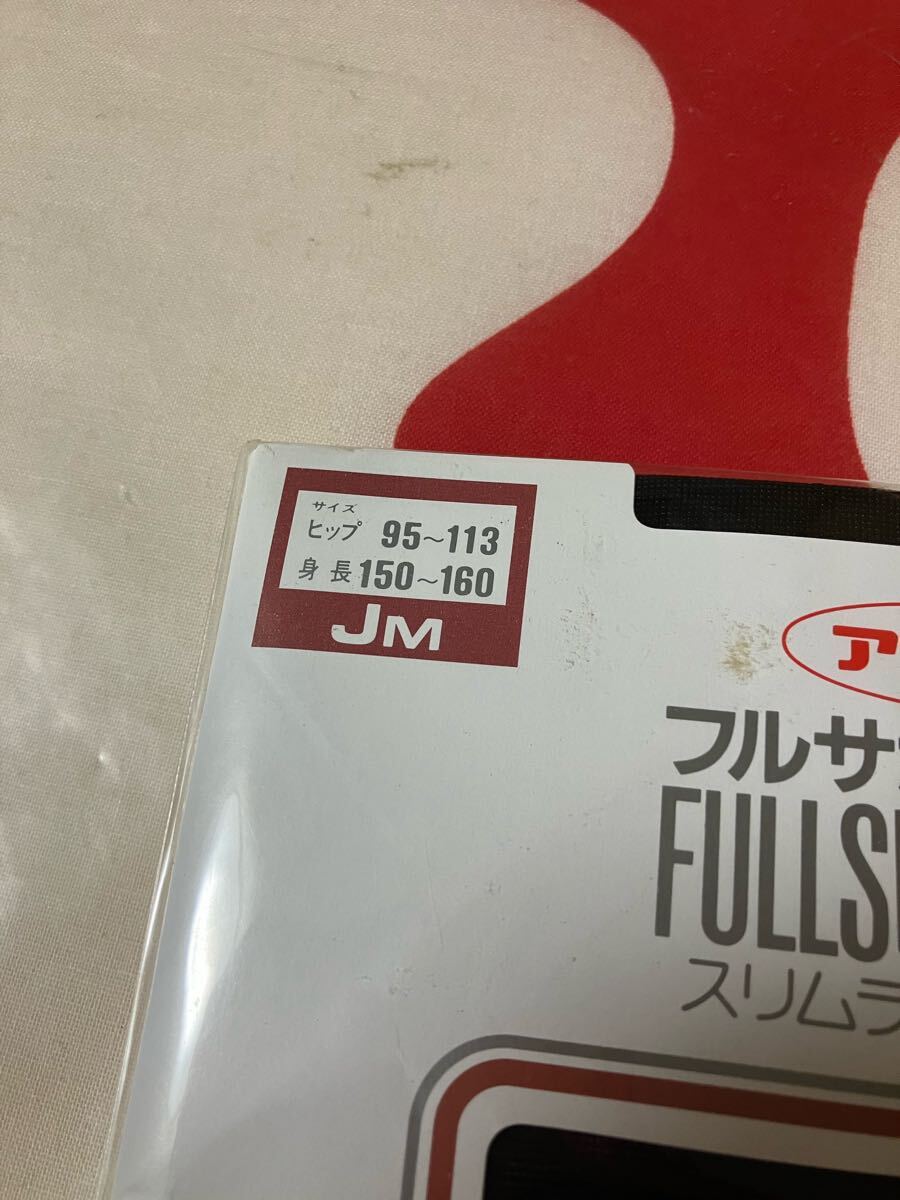 サイズ
ヒップ 95~113
身長 150~160
JM
ア
フルサ
FULLS
スリムラ